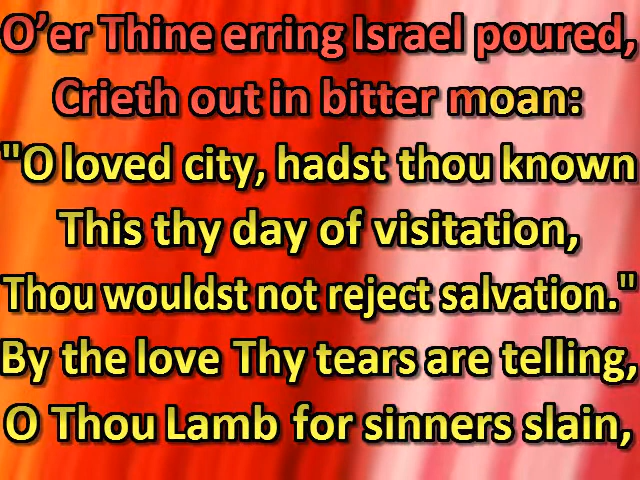 O’er Thine erring Israel poured,
Crieth out in bitter moan:
"O loved city, hadst thou known
This thy day of visitation,
Thou wouldst not reject salvation."
By the love Thy tears are telling,
O Thou Lamb for sinners slain,